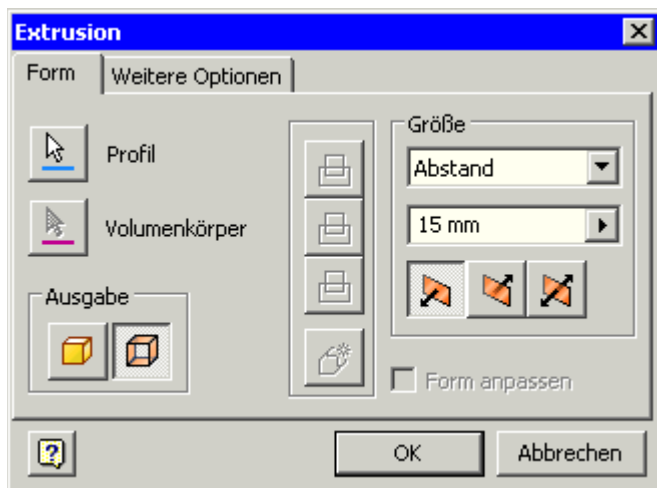 Extrusion
Form
Weitere Optionen
Profil
Volumenkörper
Ausgabe
Größe
Abstand
15 mm
Form anpassen
OK
Abbrechen